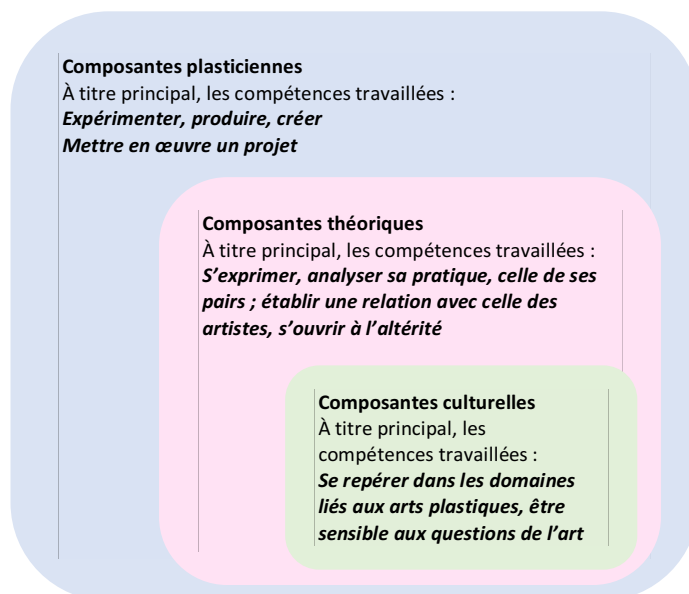 Composantes plasticiennes
À titre principal, les compétences travaillées :
Expérimenter, produire, créer
Mettre en œuvre un projet
Composantes théoriques
À titre principal, les compétences travaillées :
S’exprimer, analyser sa pratique, celle de ses
pairs ; établir une relation avec celle des
artistes, s’ouvrir à l’altérité
Composantes culturelles
À titre principal, les
compétences travaillées :
Se repérer dans les domaines
liés aux arts plastiques, être
sensible aux questions de l’art